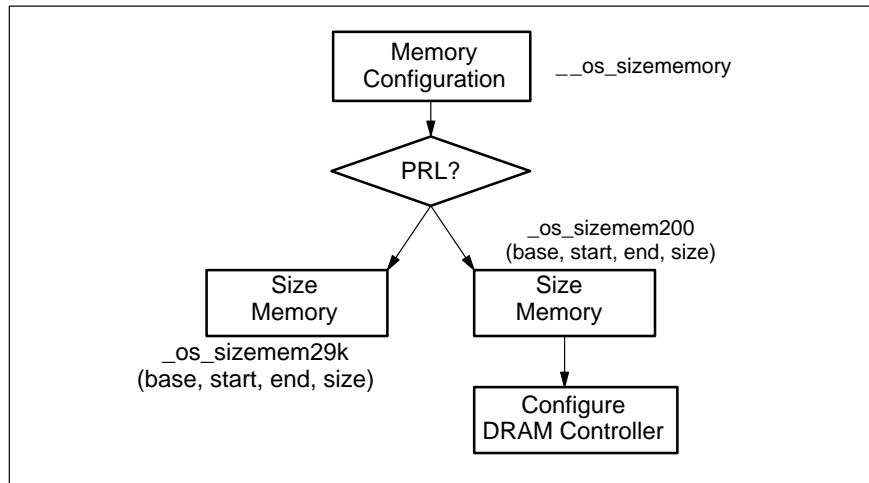 Memory
Configuration
__os_sizememory
PRL?
_os_sizemem200
(base, start, end, size)
Size
Memory
Size
Memory
_os_sizemem29k
(base, start, end, size)
Configure
DRAM Controller